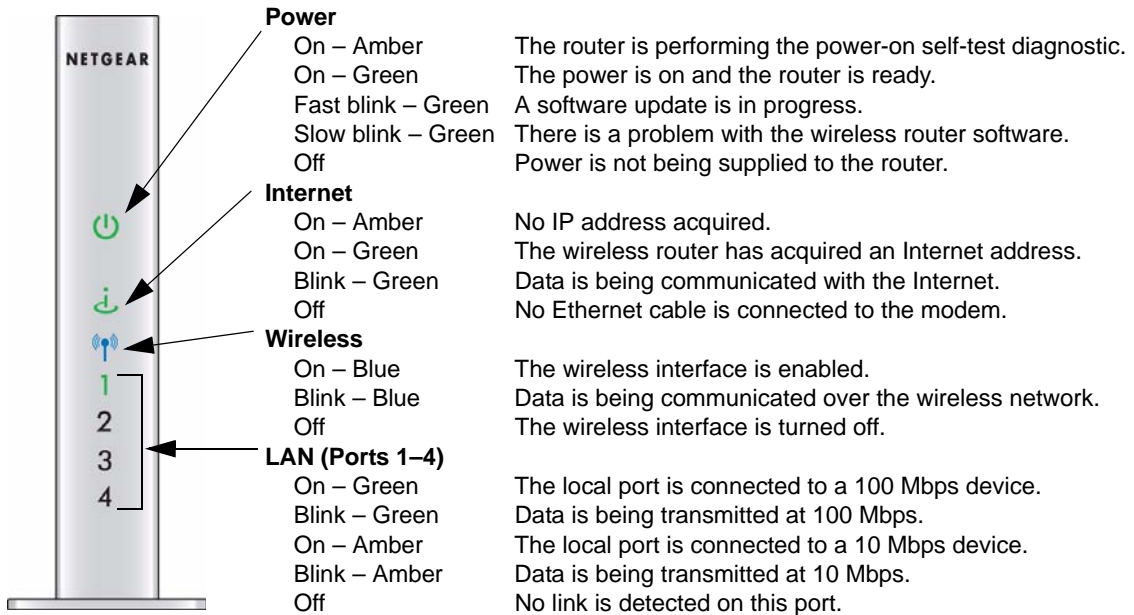 NETGEAR
1
2
3
4
Power
On – Amber The router is performing the power-on self-test diagnostic.
On – Green The power is on and the router is ready.
Fast blink – Green A software update is in progress.
Slow blink – Green There is a problem with the wireless router software.
Off Power is not being supplied to the router.
Internet
On – Amber No IP address acquired.
On – Green The wireless router has acquired an Internet address.
Blink – Green Data is being communicated with the Internet.
Off No Ethernet cable is connected to the modem.
Wireless
On – Blue The wireless interface is enabled.
Blink – Blue Data is being communicated over the wireless network.
Off The wireless interface is turned off.
LAN (Ports 1–4)
On – Green The local port is connected to a 100 Mbps device.
Blink – Green Data is being transmitted at 100 Mbps.
On – Amber The local port is connected to a 10 Mbps device.
Blink – Amber Data is being transmitted at 10 Mbps.
Off No link is detected on this port.